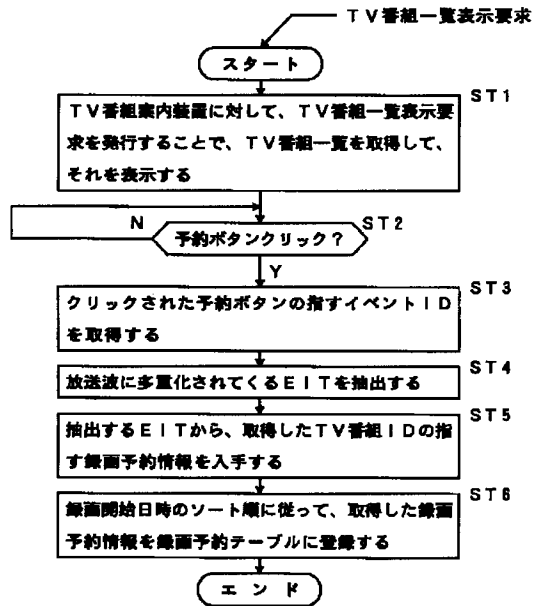 TV番組一覧表示要求
スタート
ST1
TV番組案内装置に対して、TV番組一覧表示要
求を発行することで、TV番組一覧を取得して、
それを表示する
N
ST2
予約ボタンクリック?
Y
ST3
クリックされた予約ボタンの指すイベントID
を取得する
ST4
放送波に多重化されてくるEITを抽出する
ST5
抽出するEITから、取得したTV番組IDの指
す録画予約情報を入手する
ST6
録画開始日時のソート順に従って、取得した録画
予約情報を録画予約テーブルに登録する
エンド